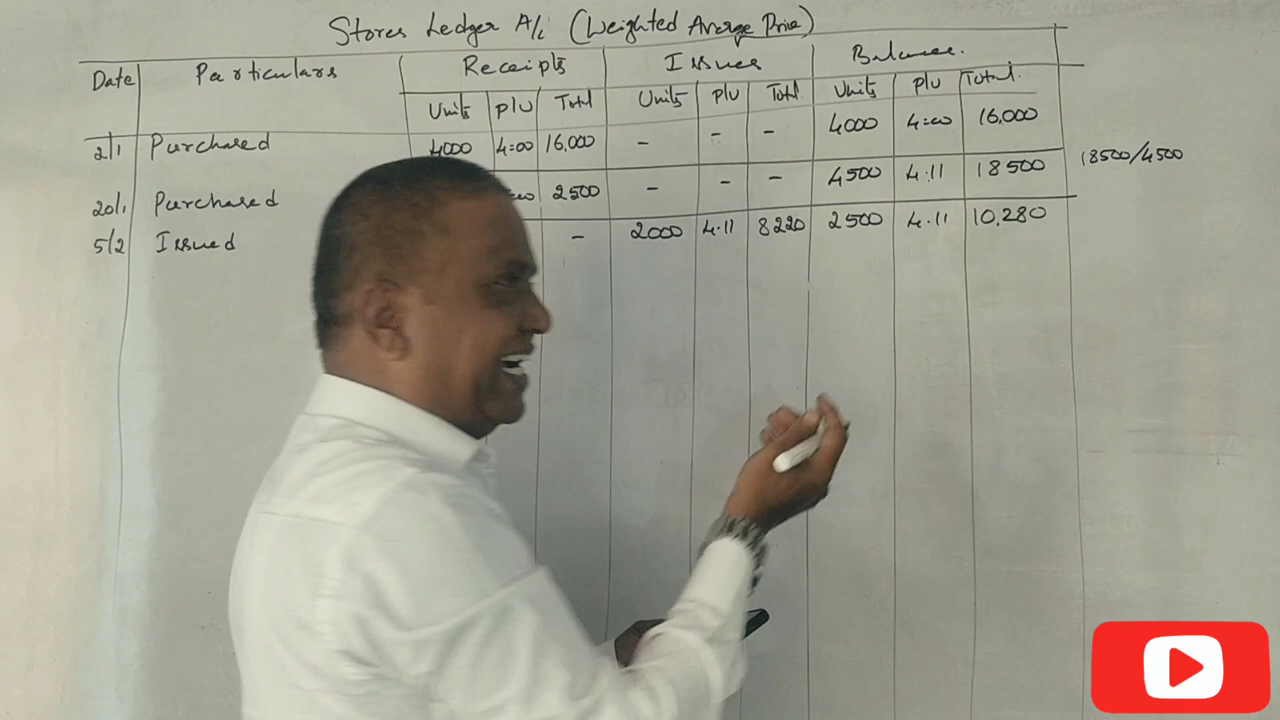 Stores Ledger A/c (Weighted Average Price)
Date Particulars Receipts Issues Balances.
Units P/U Total Units P/U Total Units P/U Total.
2/1 Purchased 4000 4=00 16,000 - - - 4000 4=00 16,000
20/1 Purchased 2500 - - - 4500 4.11 18500 18500/4500
5/2 Issued - 2000 4.11 8220 2500 4.11 10,280